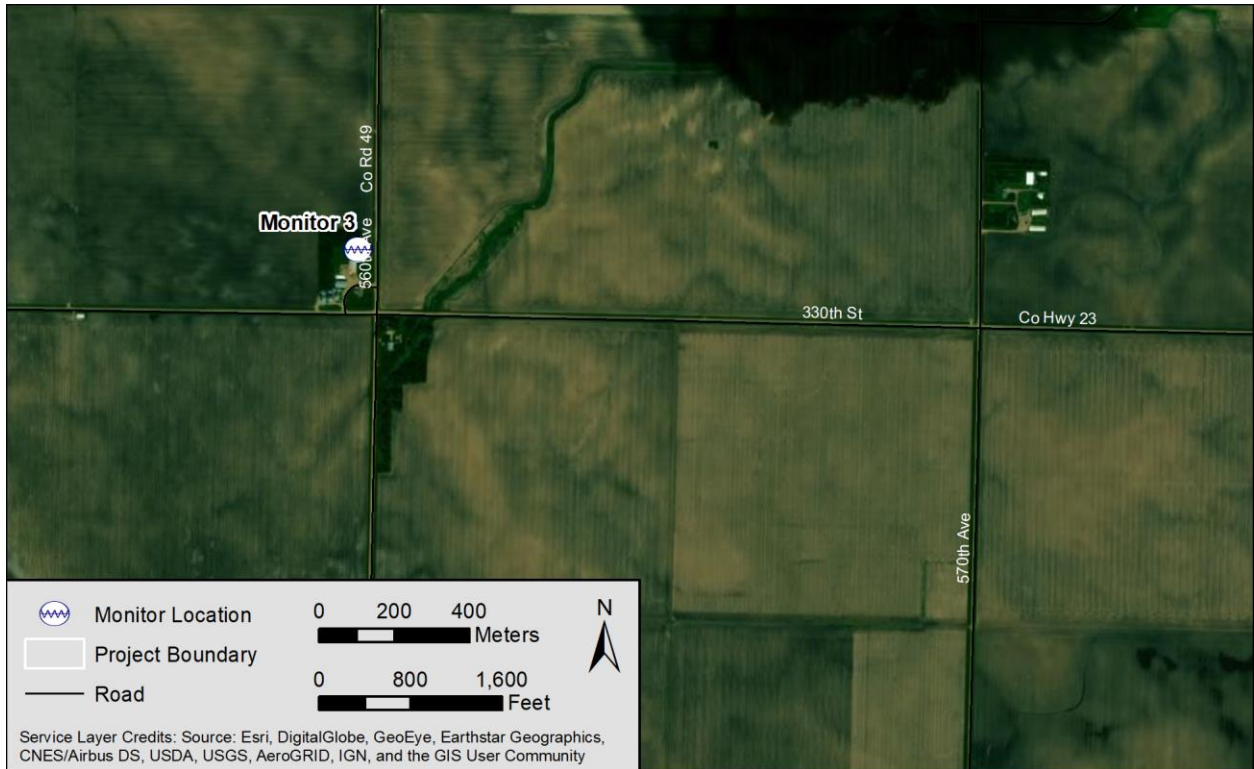 Co Rd 49
Monitor 3
560th Ave
330th St
Co Hwy 23
570th Ave
Monitor Location
Project Boundary
Road
0 200 400
Meters
0 800 1,600
Feet
N
Service Layer Credits: Source: Esri, DigitalGlobe, GeoEye, Earthstar Geographics,
CNES/Airbus DS, USDA, USGS, AeroGRID, IGN, and the GIS User Community